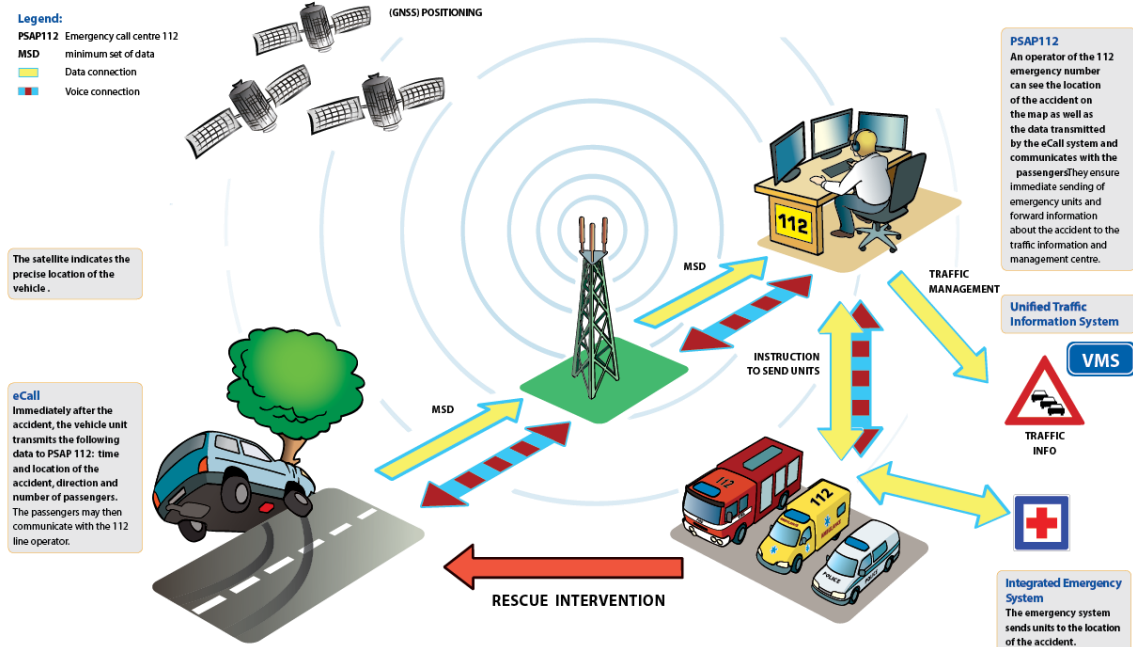 Legend:
PSAP112 Emergency call centre 112
MSD minimum set of data
Data connection
Voice connection
(GNSS) POSITIONING
PSAP112
An operator of the 112
emergency number
can see the location
of the accident on
the map as well as
the data transmitted
by the eCall system and
communicates with the
passengersThey ensure
immediate sending of
emergency units and
forward information
about the accident to the
traffic information and
management centre.
112
The satellite indicates the
precise location of the
vehicle .
MSD
TRAFFIC
MANAGEMENT
Unified Traffic
Information System
VMS
INSTRUCTION
TO SEND UNITS
TRAFFIC
INFO
eCall
Immediately after the
accident, the vehicle unit
transmits the following
data to PSAP 112: time
and location of the
accident, direction and
number of passengers.
The passengers may then
communicate with the 112
line operator.
MSD
112
112
AMBULANCE
AMBULANCE
POLICE
POLICE
RESCUE INTERVENTION
Integrated Emergency
System
The emergency system
sends units to the location
of the accident.